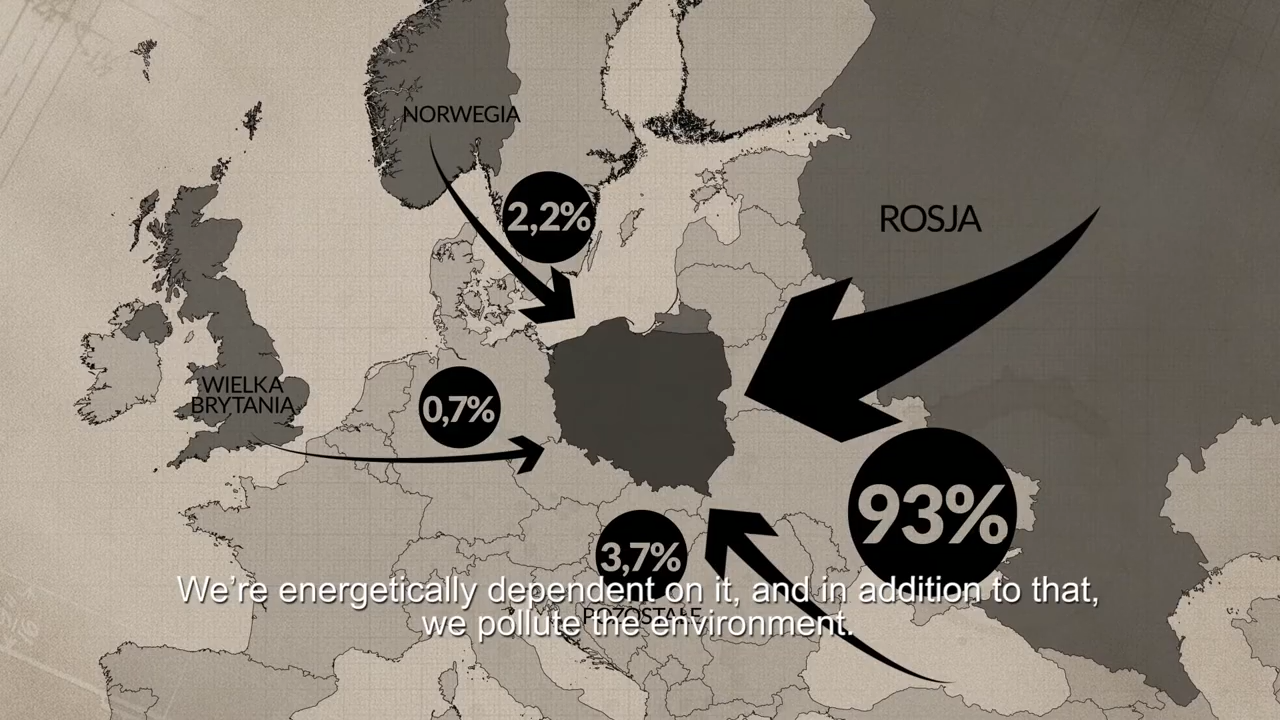 NORWEGIA
2,2%
ROSJA
WIELKA
BRYTANIA
0,7%
93%
3,7%
POZOSTAŁE
We're energetically dependent on it, and in addition to that,
we pollute the environment.